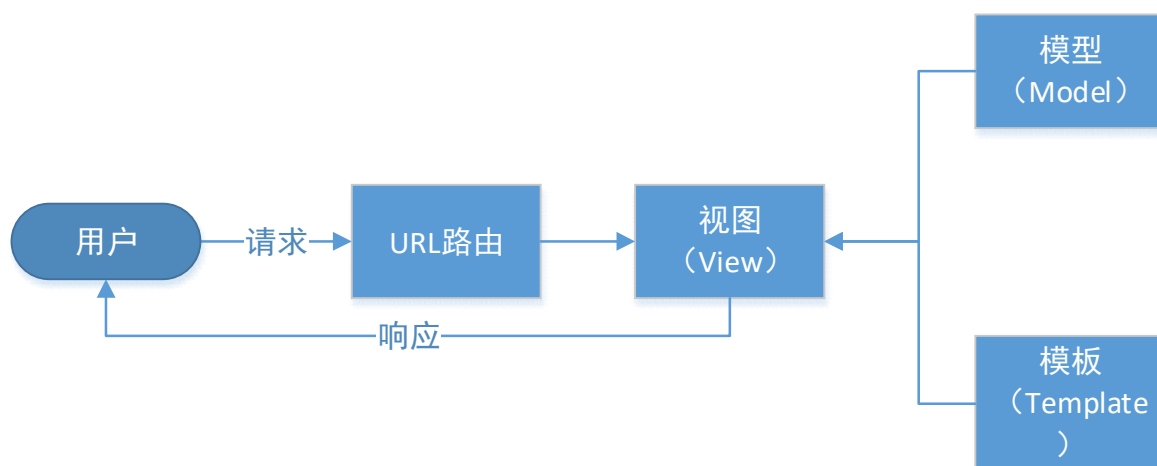 模型
（Model）
用户
请求
URL路由
视图
（View）
响应
模板
（Template
）